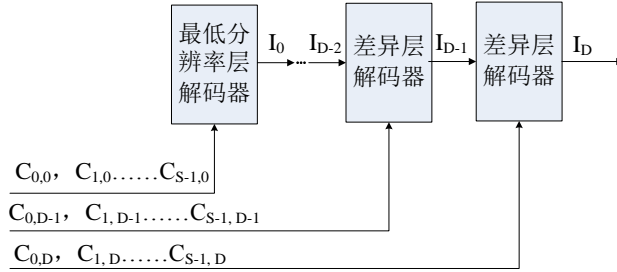 最低分
辨率层
解码器
I0
...
ID-2
差异层
解码器
ID-1
差异层
解码器
ID
C0,0， C1,0……CS-1,0
C0,D-1， C1, D-1……CS-1, D-1
C0,D， C1, D……CS-1, D